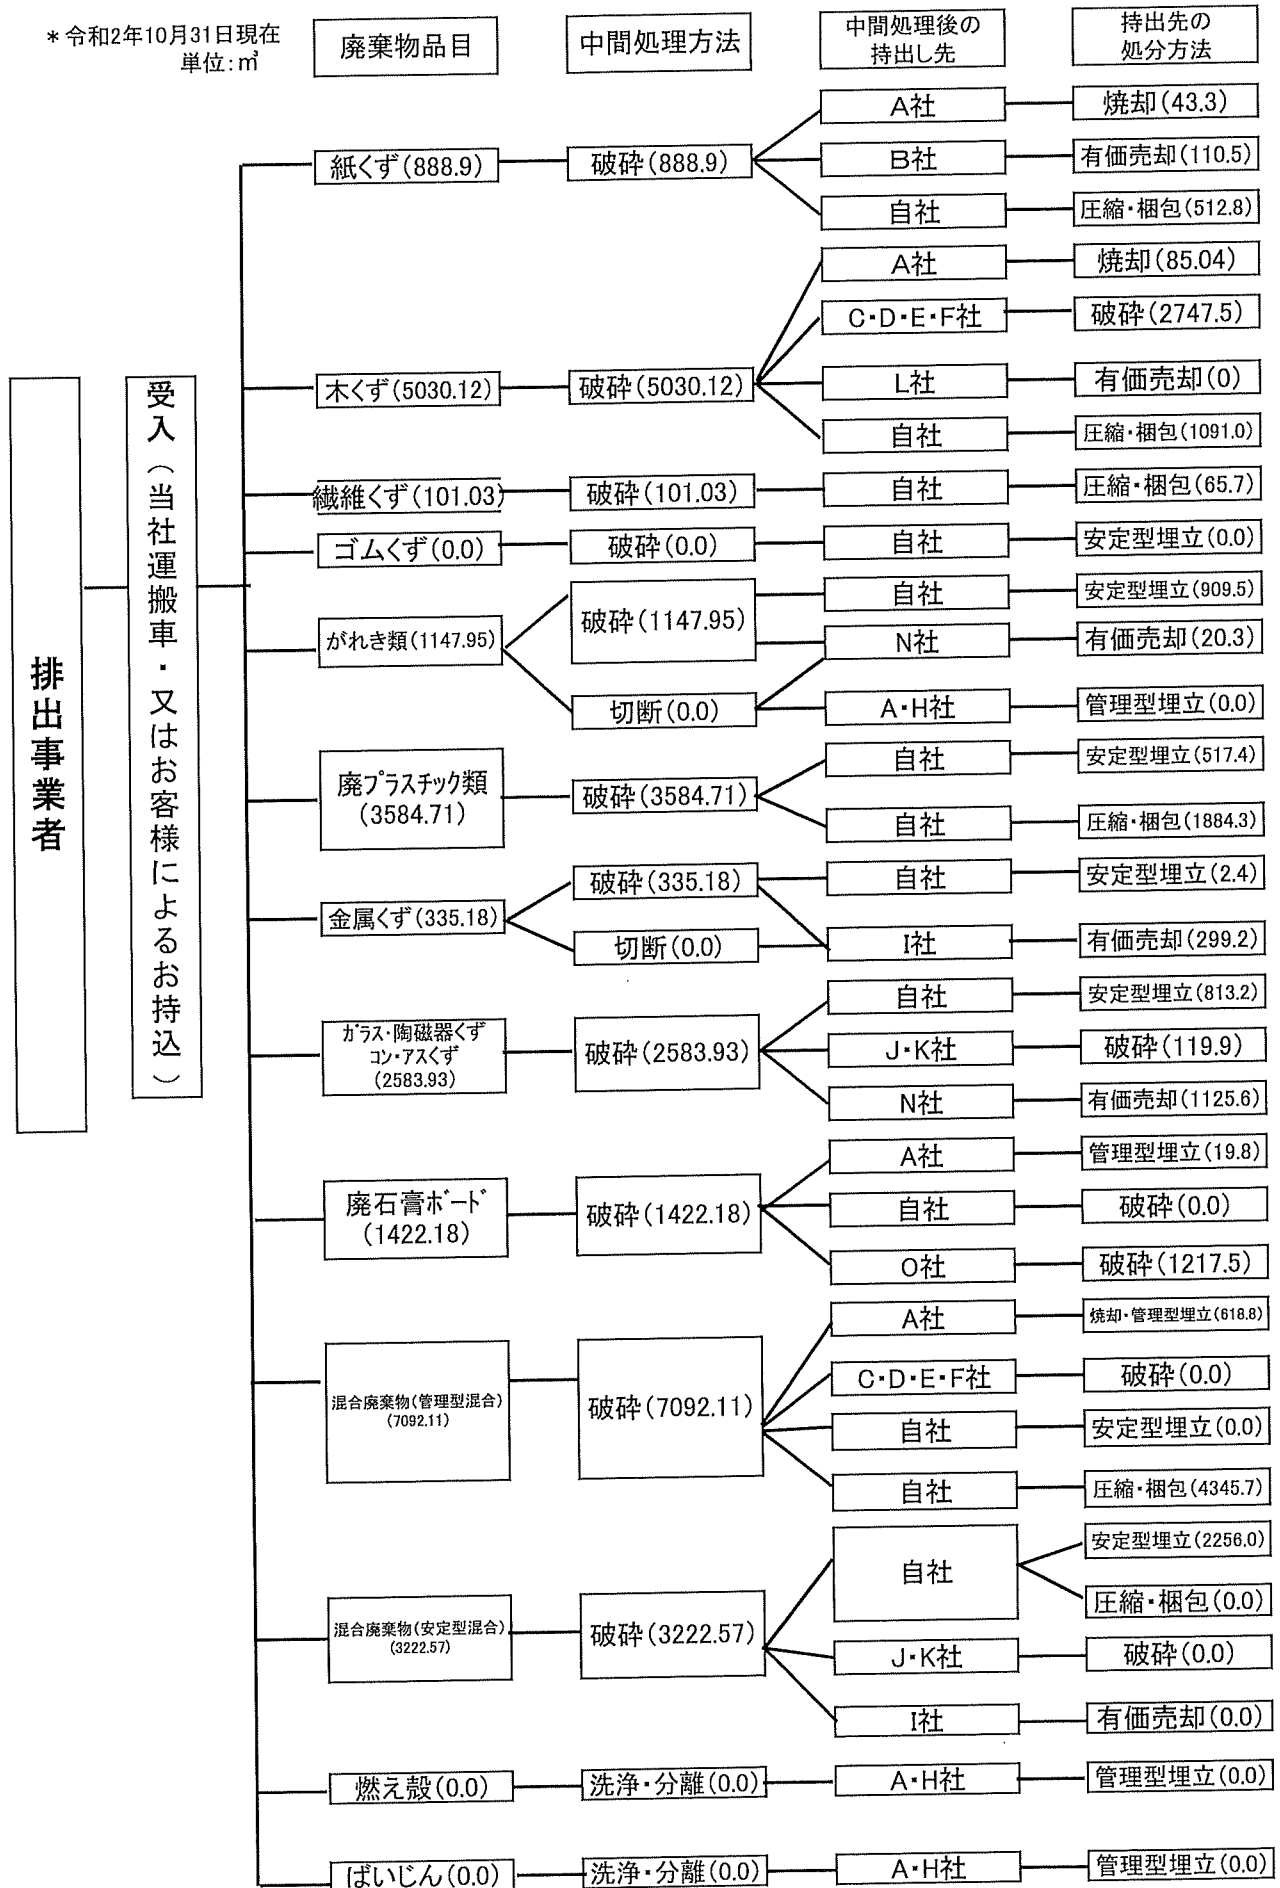 *令和2年10月31日現在
単位:㎥
廃棄物品目
中間処理方法
中間処理後の
持出し先
持出先の
処分方法
排出事業者
受入(当社運搬車・又はお客様によるお持込)
紙くず(888.9)
破砕(888.9)
A社
焼却(43.3)
B社
有価売却(110.5)
自社
圧縮・梱包(512.8)
木くず(5030.12)
破砕(5030.12)
A社
焼却(85.04)
C・D・E・F社
破砕(2747.5)
L社
有価売却(0)
自社
圧縮・梱包(1091.0)
繊維くず(101.03)
破砕(101.03)
自社
圧縮・梱包(65.7)
ゴムくず(0.0)
破砕(0.0)
自社
安定型埋立(0.0)
がれき類(1147.95)
破砕(1147.95)
自社
安定型埋立(909.5)
N社
有価売却(20.3)
切断(0.0)
A・H社
管理型埋立(0.0)
廃プラスチック類
(3584.71)
破砕(3584.71)
自社
安定型埋立(517.4)
自社
圧縮・梱包(1884.3)
金属くず(335.18)
破砕(335.18)
自社
安定型埋立(2.4)
切断(0.0)
I社
有価売却(299.2)
ガラス・陶磁器くず
コン・アスくず
(2583.93)
破砕(2583.93)
自社
安定型埋立(813.2)
J・K社
破砕(119.9)
N社
有価売却(1125.6)
廃石膏ボード
(1422.18)
破砕(1422.18)
A社
管理型埋立(19.8)
自社
破砕(0.0)
O社
破砕(1217.5)
混合廃棄物(管理型混合)
(7092.11)
破砕(7092.11)
A社
焼却・管理型埋立(618.8)
C・D・E・F社
破砕(0.0)
自社
安定型埋立(0.0)
自社
圧縮・梱包(4345.7)
混合廃棄物(安定型混合)
(3222.57)
破砕(3222.57)
自社
安定型埋立(2256.0)
圧縮・梱包(0.0)
J・K社
破砕(0.0)
I社
有価売却(0.0)
燃え殻(0.0)
洗浄・分離(0.0)
A・H社
管理型埋立(0.0)
ばいじん(0.0)
洗浄・分離(0.0)
A・H社
管理型埋立(0.0)